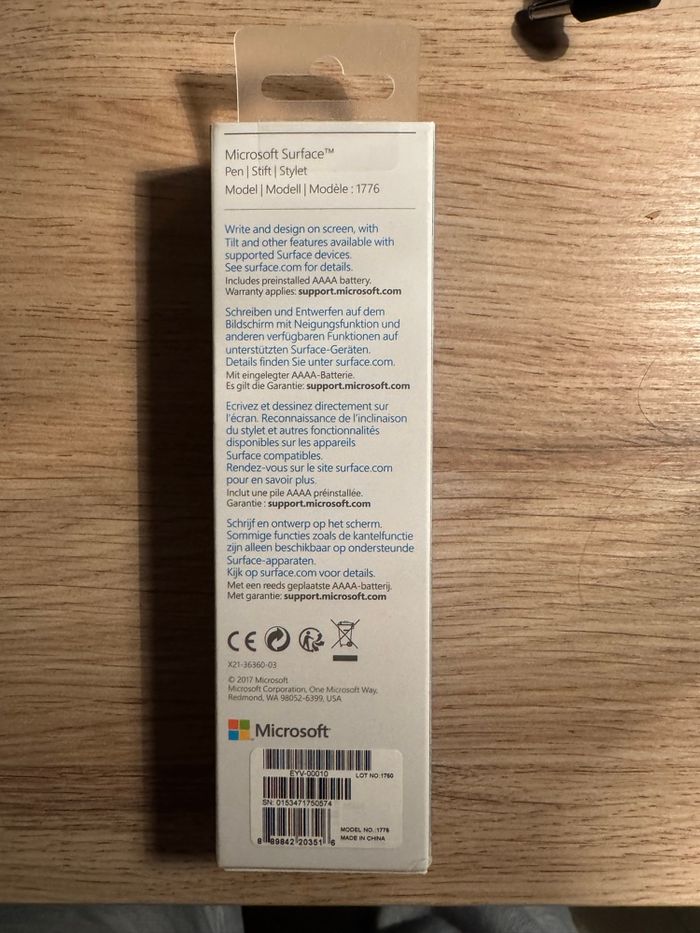 Microsoft Surface™
Pen | Stift | Stylet
Model | Modell | Modèle : 1776
Write and design on screen, with
Tilt and other features available with
supported Surface devices.
See surface.com for details.
Includes preinstalled AAAA battery.
Warranty applies: support.microsoft.com
Schreiben und Entwerfen auf dem
Bildschirm mit Neigungsfunktion und
anderen verfügbaren Funktionen auf
unterstützten Surface-Geräten.
Details finden Sie unter surface.com.
Mit eingelegter AAAA-Batterie.
Es gilt die Garantie: support.microsoft.com
Ecrivez et dessinez directement sur
l'écran. Reconnaissance de l'inclinaison
du stylet et autres fonctionnalités
disponibles sur les appareils
Surface compatibles.
Rendez-vous sur le site surface.com
pour en savoir plus.
Inclut une pile AAAA préinstallée.
Garantie : support.microsoft.com
Schrijf en ontwerp op het scherm.
Sommige functies zoals de kantelfunctie
zijn alleen beschikbaar op ondersteunde
Surface-apparaten.
Kijk op surface.com voor details.
Met een reeds geplaatste AAAA-batterij.
Met garantie: support.microsoft.com
CE
X21-36360-03
© 2017 Microsoft
Microsoft Corporation, One Microsoft Way,
Redmond, WA 98052-6399, USA
Microsoft
EYV-00010 LOT NO:1750
SN: 0153471750574
MODEL NO.:1776
MADE IN CHINA
8 89842 20351 6